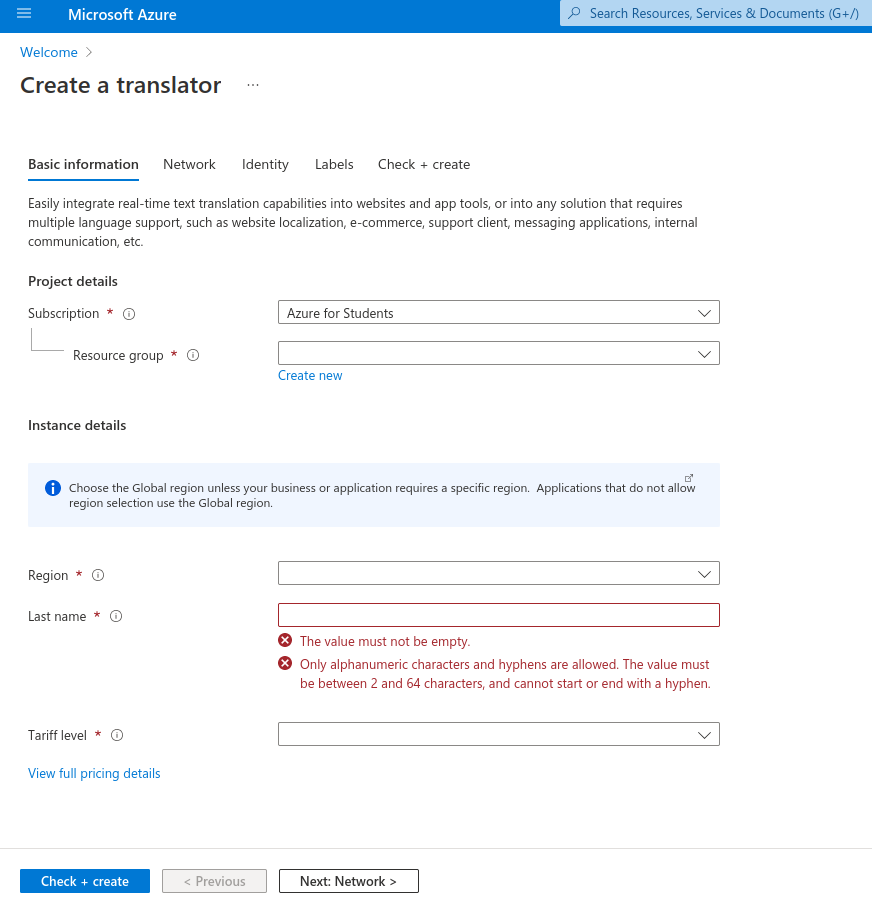 Microsoft Azure
Search Resources, Services & Documents (G+/)
Welcome
Create a translator
...
Basic information
Network
Identity
Labels
Check + create
Easily integrate real-time text translation capabilities into websites and app tools, or into any solution that requires
multiple language support, such as website localization, e-commerce, support client, messaging applications, internal
communication, etc.
Project details
Subscription *
Azure for Students
Resource group *
Create new
Instance details
Choose the Global region unless your business or application requires a specific region. Applications that do not allow
region selection use the Global region.
Region *
Last name *
The value must not be empty.
Only alphanumeric characters and hyphens are allowed. The value must
be between 2 and 64 characters, and cannot start or end with a hyphen.
Tariff level *
View full pricing details
Check + create
< Previous
Next: Network >